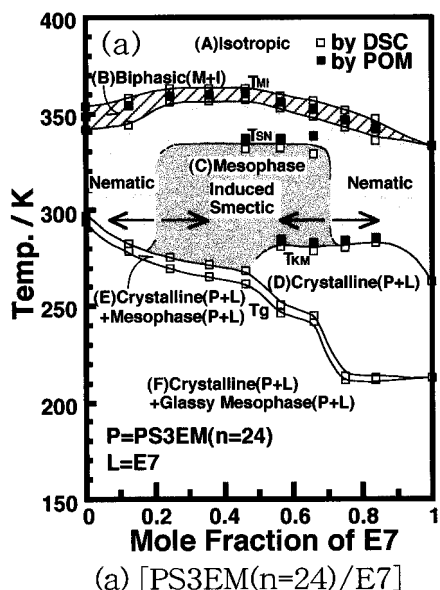 (a)
(A)Isotropic
□ by DSC
■ by POM
(B)Biphasic(M+I)
TMI
TSN
(C)Mesophase
Induced
Smectic
Nematic
Nematic
TKM
(D)Crystalline(P+L)
(E)Crystalline(P+L)
+Mesophase(P+L)
Tg
(F)Crystalline(P+L)
+Glassy Mesophase(P+L)
P=PS3EM(n=24)
L=E7
400
350
300
250
200
150
Temp. / K
0 0.2 0.4 0.6 0.8 1
Mole Fraction of E7
(a) [PS3EM(n=24)/E7]